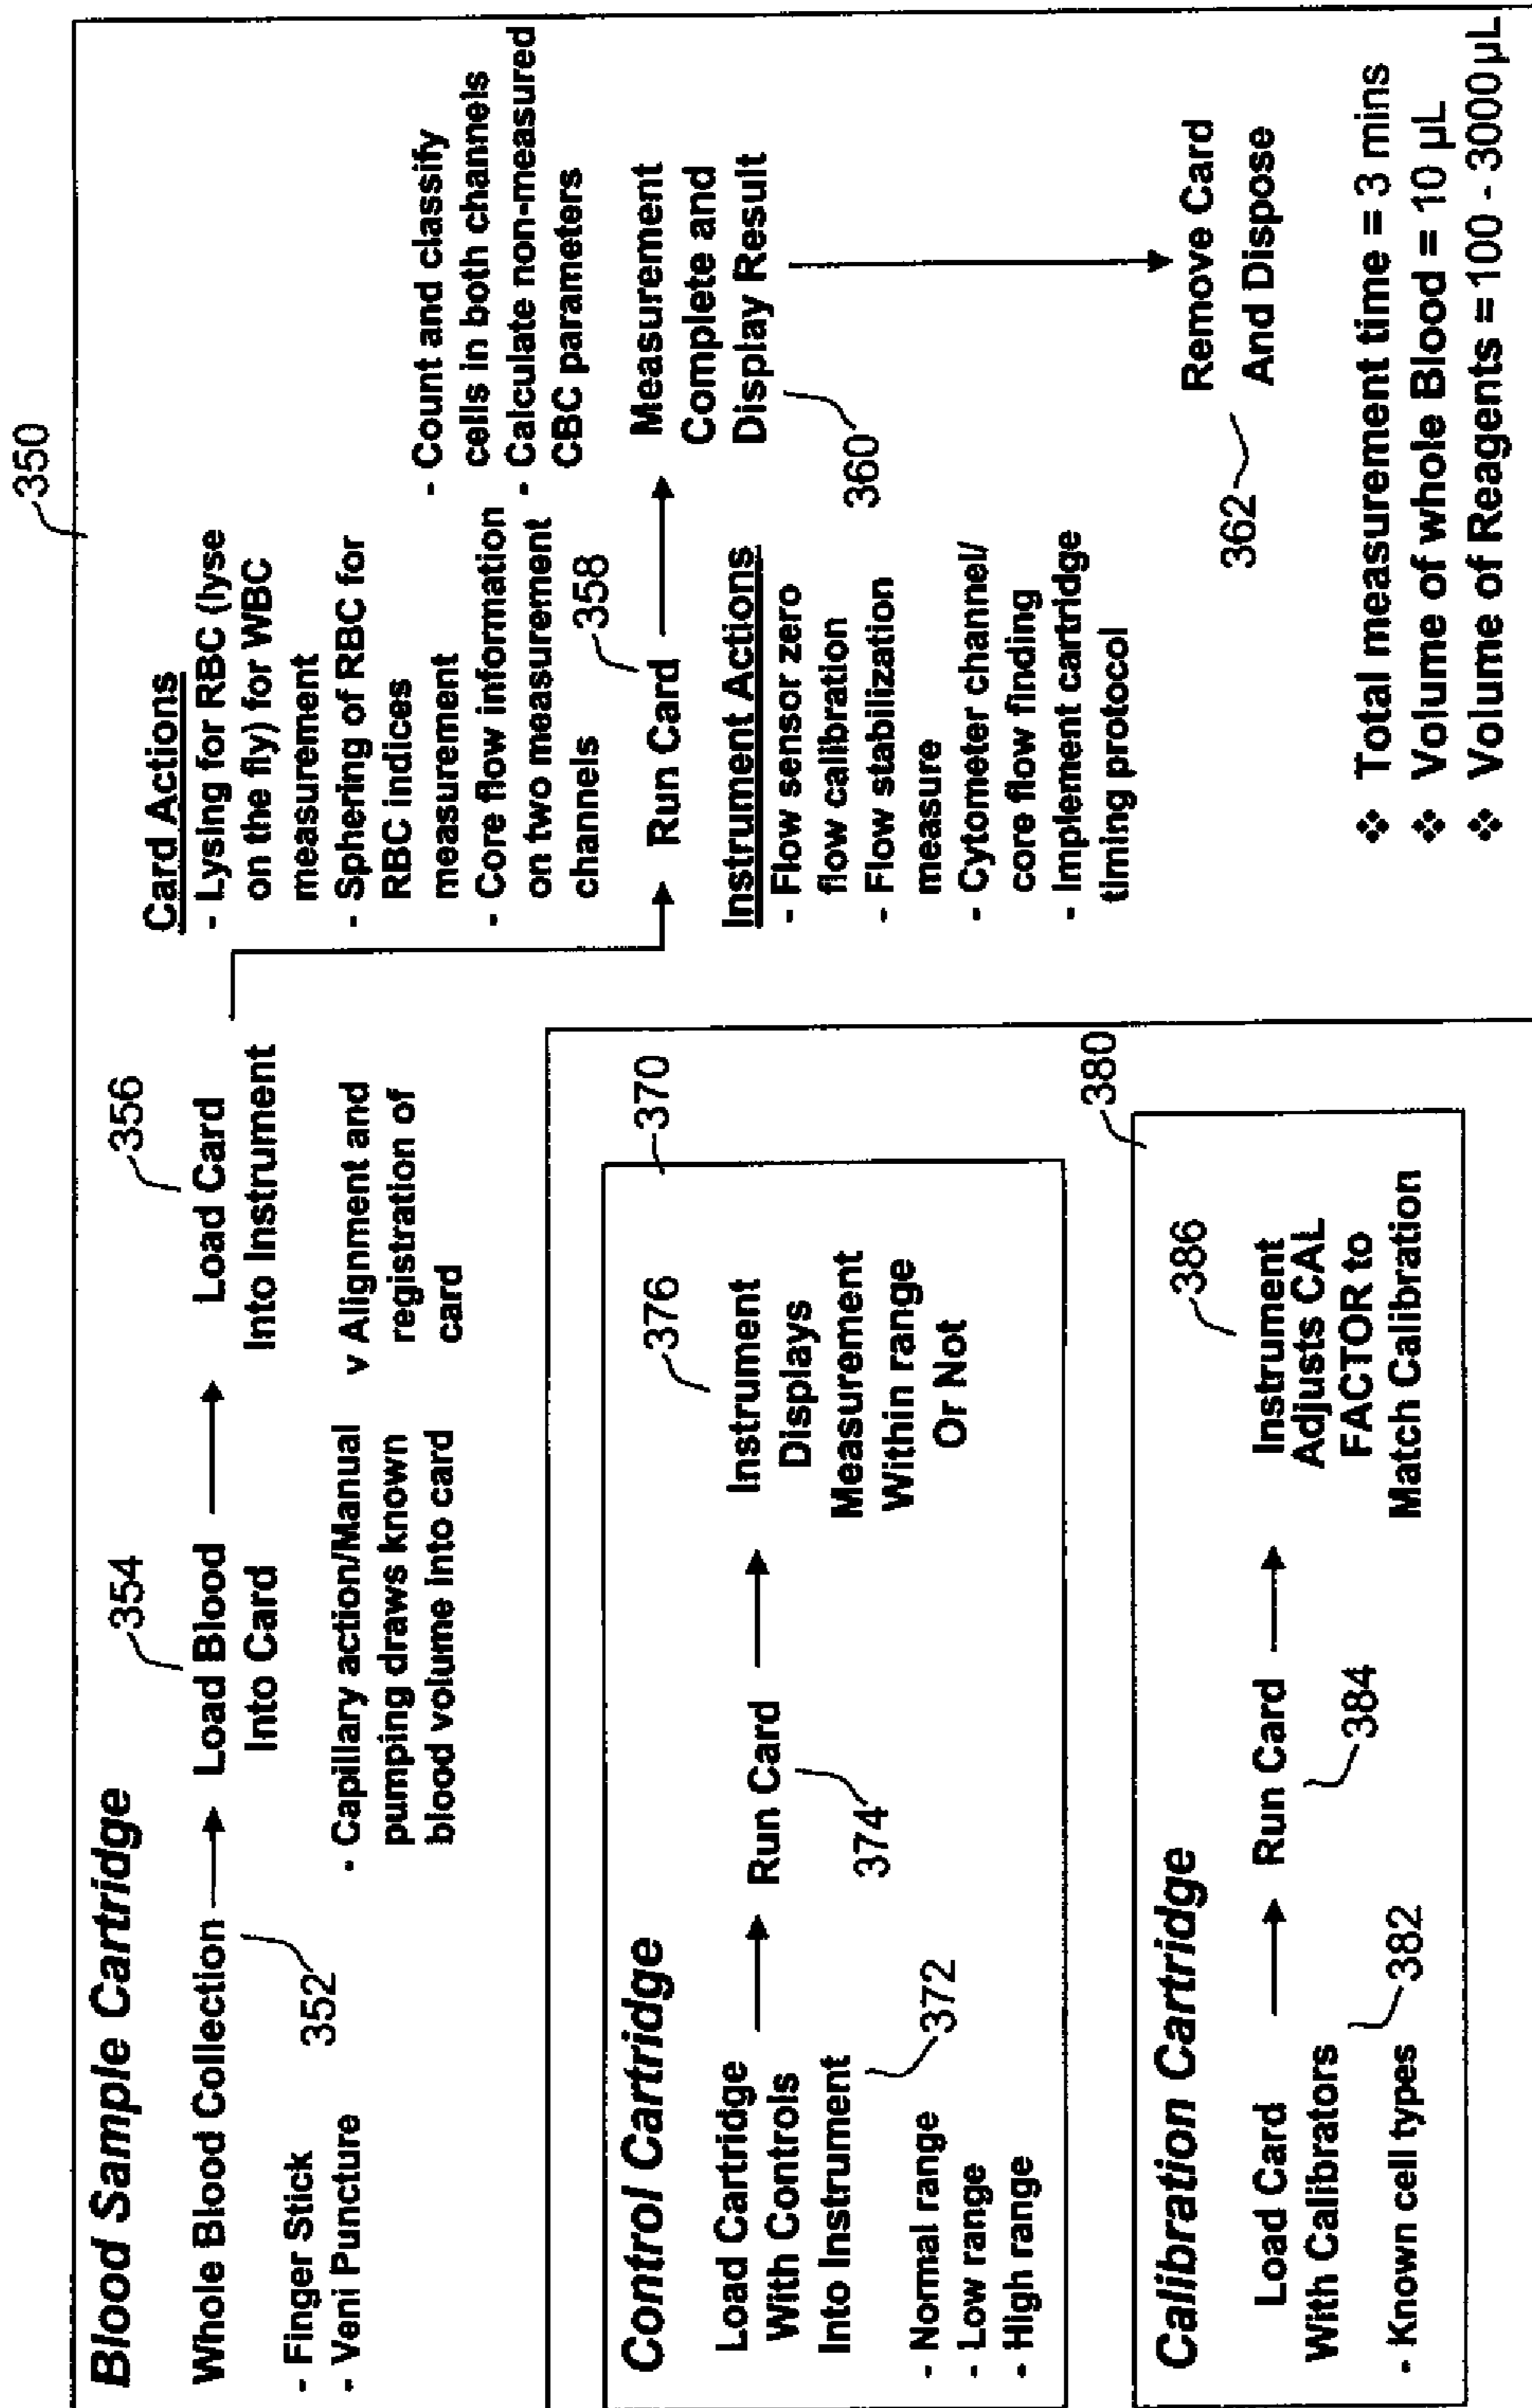 350
Blood Sample Cartridge
Whole Blood Collection
352
- Finger Stick
- Veni Puncture
354
Load Blood
Into Card
- Capillary action/Manual
pumping draws known
blood volume into card
356
Load Card
Into Instrument
v Alignment and
registration of
card
Card Actions
- Lysing for RBC (lyse
on the fly) for WBC
measurement
- Sphering of RBC for
RBC indices
measurement
- Core flow information
on two measurement
channels
- Count and classify
cells in both channels
- Calculate non-measured
CBC parameters
358
Run Card
Instrument Actions
- Flow sensor zero
flow calibration
- Flow stabilization
measure
- Cytometer channel/
core flow finding
- Implement cartridge
timing protocol
Measurement
Complete and
Display Result
360
362
Remove Card
And Dispose
❖ Total measurement time = 3 mins
❖ Volume of whole Blood = 10 µL
❖ Volume of Reagents = 100 - 3000 µL
370
Control Cartridge
Load Cartridge
With Controls
Into Instrument
372
- Normal range
- Low range
- High range
Run Card
374
376
Instrument
Displays
Measurement
Within range
Or Not
380
Calibration Cartridge
Load Card
With Calibrators
382
- Known cell types
Run Card
384
386
Instrument
Adjusts CAL
FACTOR to
Match Calibration